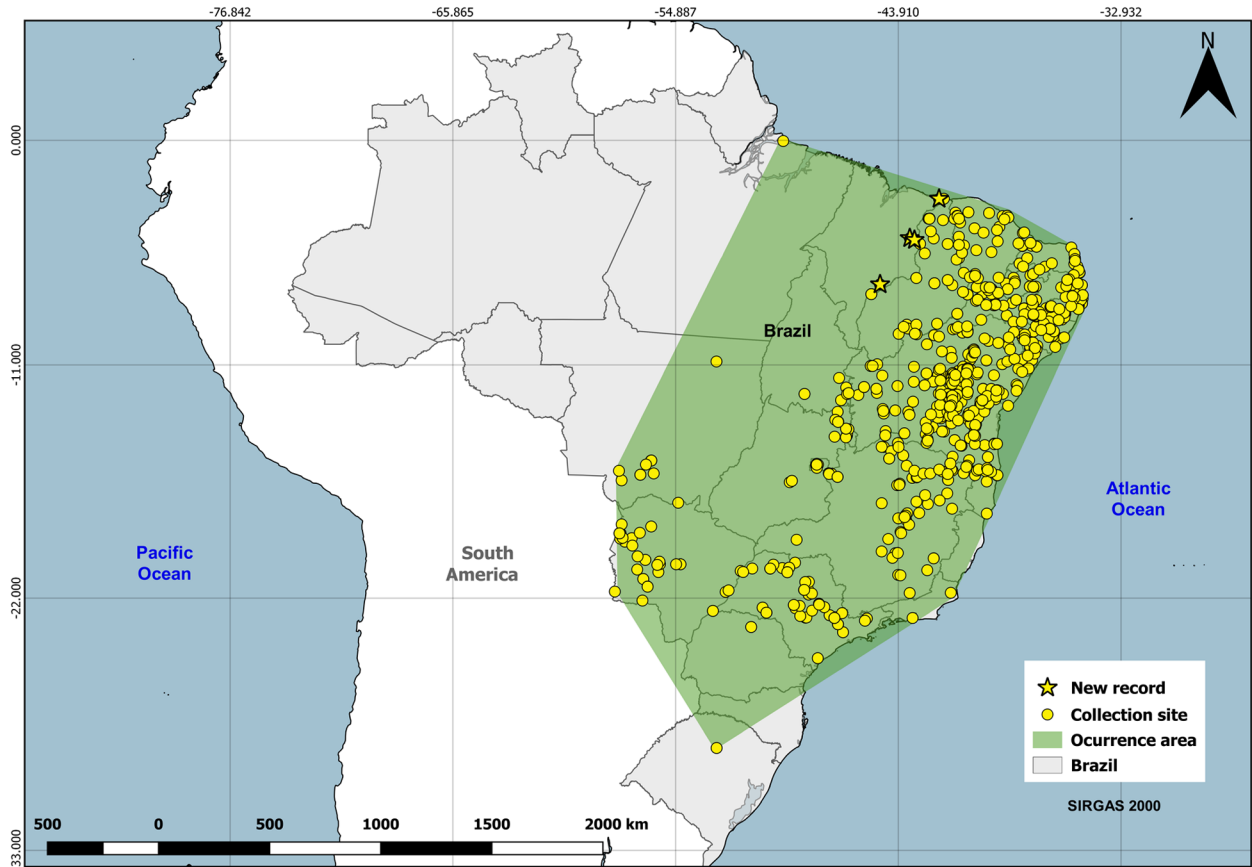 -76.842 -65.865 -54.887 -43.910 -32.932
N
0.000
Brazil
-11.000
Atlantic
Ocean
Pacific
Ocean
South
America
-22.000
New record
Collection site
Ocurrence area
Brazil
SIRGAS 2000
500 0 500 1000 1500 2000 km
-33.000